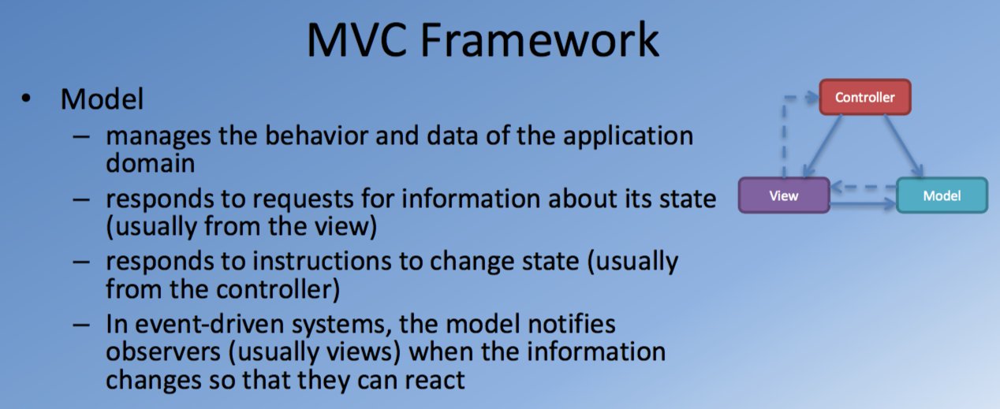 MVC Framework
• Model
– manages the behavior and data of the application
domain
– responds to requests for information about its state
(usually from the view)
– responds to instructions to change state (usually
from the controller)
– In event-driven systems, the model notifies
observers (usually views) when the information
changes so that they can react
Controller
View
Model